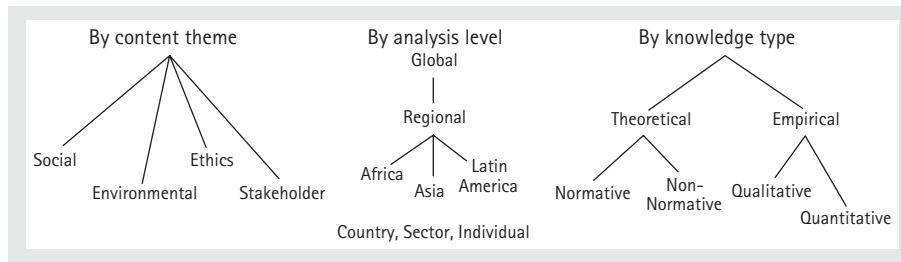 By content theme
Social
Environmental
Ethics
Stakeholder
By analysis level
Global
Regional
Africa
Asia
Latin
America
Country, Sector, Individual
By knowledge type
Theoretical
Empirical
Normative
Non-
Normative
Qualitative
Quantitative